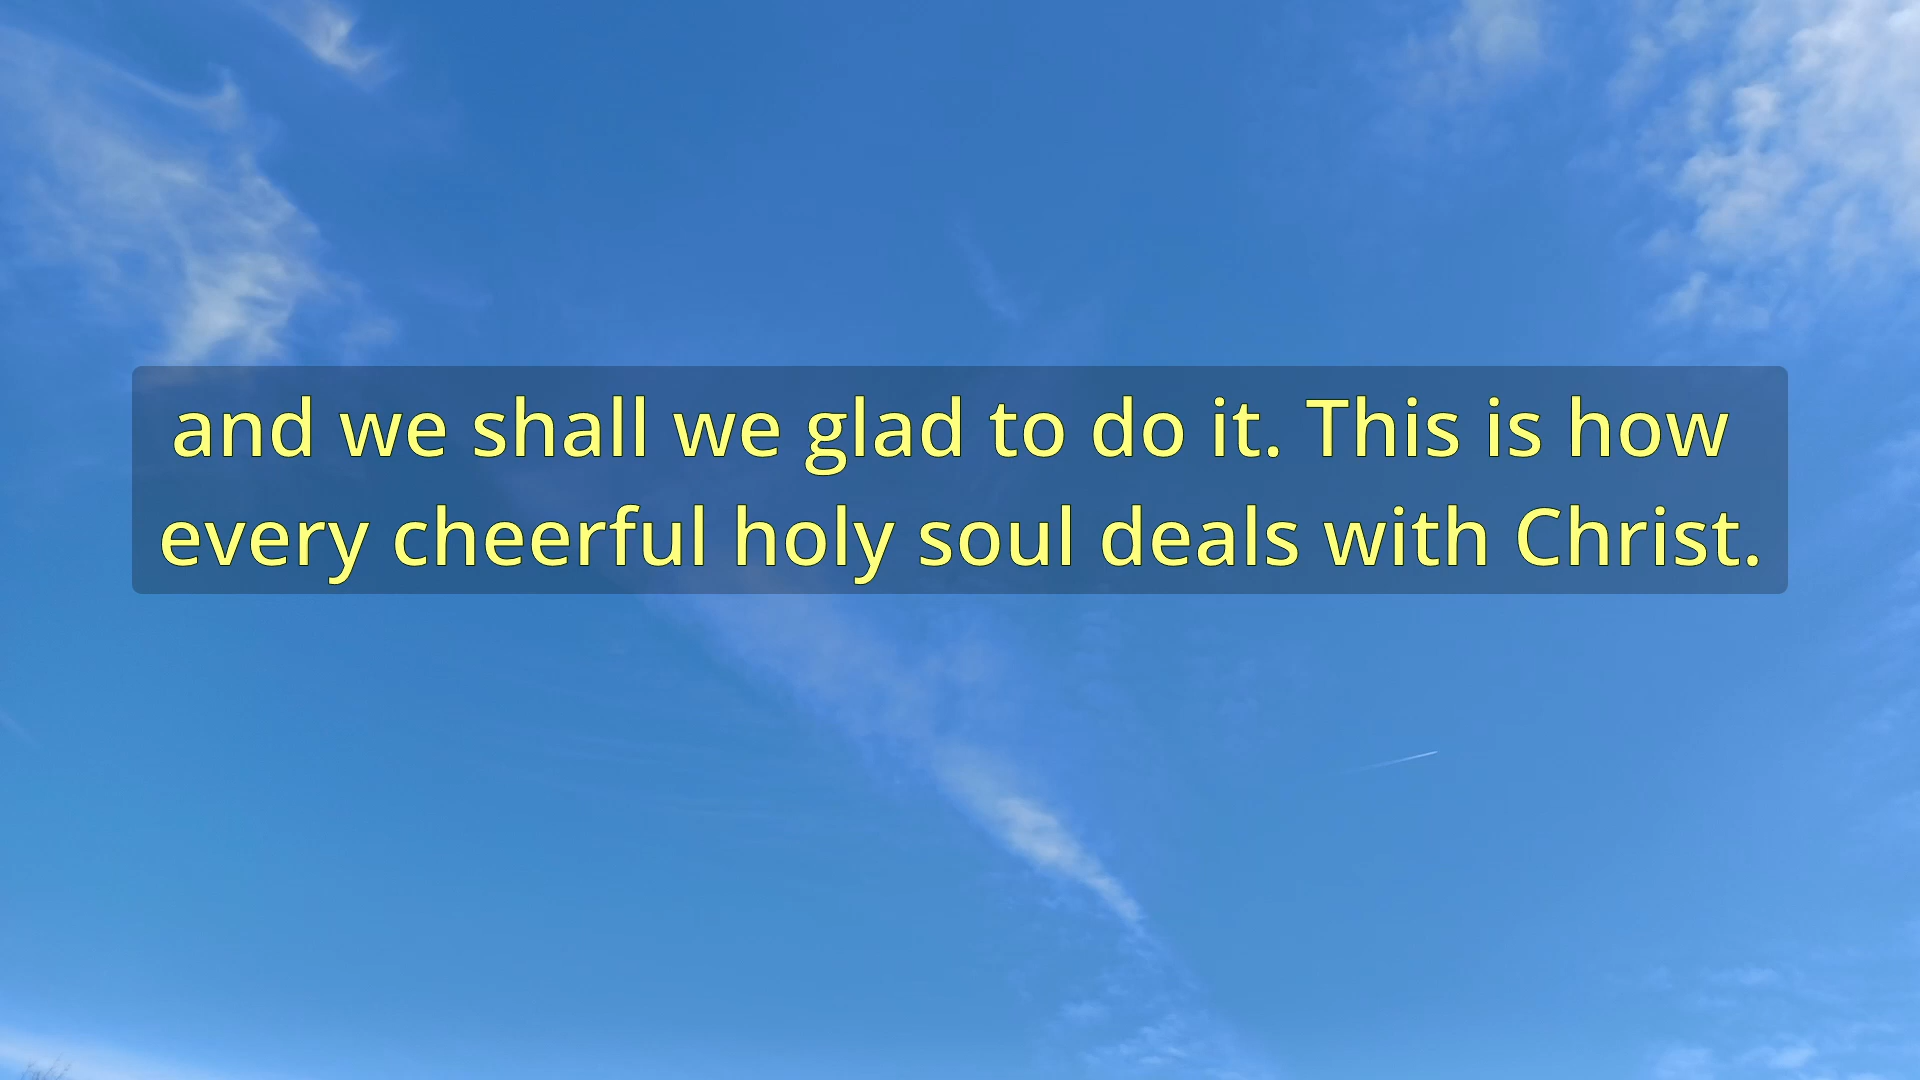 and we shall we glad to do it. This is how
every cheerful holy soul deals with Christ.